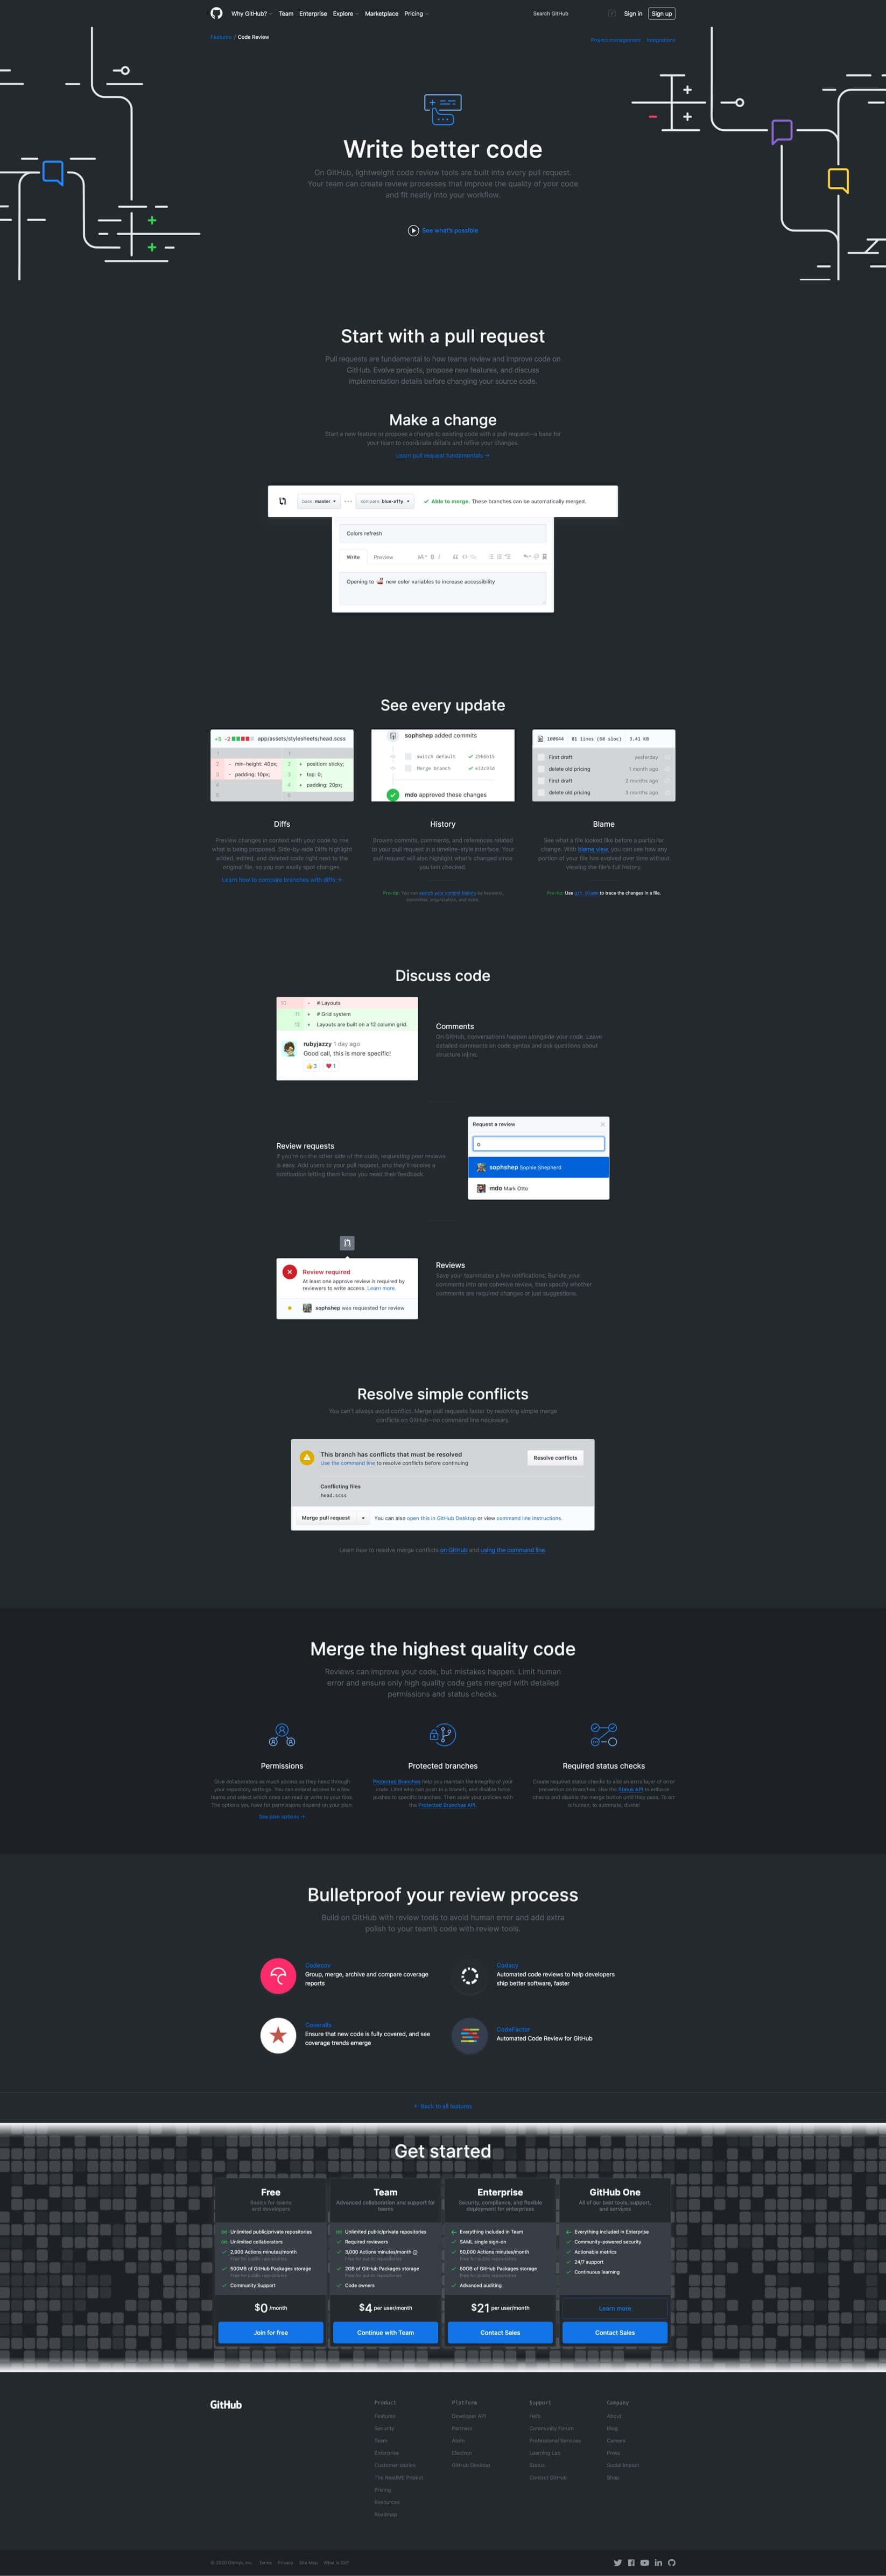 Why GitHub? Team Enterprise Explore Marketplace Pricing
Search GitHub
/
Sign in Sign up
Features / Code Review
Project management Integrations
Write better code
On GitHub, lightweight code review tools are built into every pull request.
Your team can create review processes that improve the quality of your code
and fit neatly into your workflow.
See what's possible
Start with a pull request
Pull requests are fundamental to how teams review and improve code on
GitHub. Evolve projects, propose new features, and discuss
implementation details before changing your source code.
Make a change
Start a new feature or propose a change to existing code with a pull request—a base for
your team to coordinate details and refine your changes.
Learn pull request fundamentals →
base: master ... compare: blue-a11y ✓ Able to merge. These branches can be automatically merged.
Colors refresh
Write Preview
Opening to new color variables to increase accessibility
See every update
+5 -2 app/assets/stylesheets/head.scss
1 1
2 - min-height: 40px; 2 + position: sticky;
3 - padding: 10px; 3 + top: 0;
4 4 + padding: 20px;
sophshep added commits
switch default
Merge branch
mdo approved these changes
100644 81 lines (68 sloc) 3.41 KB
First draft yesterday
delete old pricing 1 month ago
First draft 2 months ago
delete old pricing 3 months ago
Diffs
Preview changes in context with your code to see
what is being proposed. Side-by-side Diffs highlight
added, edited, and deleted code right next to the
original file, so you can easily spot changes.
Learn how to compare branches with diffs →
History
Browse commits, comments, and references related
to your pull request in a timeline-style interface. Your
pull request will also highlight what's changed since
you last checked.
Pro-tip: You can search your commit history by keyword,
committer, organization, and more.
Blame
See what a file looked like before a particular
change. With blame view, you can see how any
portion of your file has evolved over time without
viewing the file's full history.
Pro-tip: Use git blame to trace the changes in a file.
Discuss code
10 - # Layouts
11 + # Grid system
12 + Layouts are built on a 12 column grid.
rubyjazzy 1 day ago
Good call, this is more specific!
👍 3 ❤️ 1
Comments
On GitHub, conversations happen alongside your code. Leave
detailed comments on code syntax and ask questions about
structure inline.
Review requests
If you're on the other side of the code, requesting peer reviews
is easy. Add users to your pull request, and they'll receive a
notification letting them know you need their feedback.
Request a review
o
sophshep Sophie Shepherd
mdo Mark Otto
Review required
At least one approve review is required by
reviewers to write access. Learn more.
sophshep was requested for review
Reviews
Save your teammates a few notifications. Bundle your
comments into one cohesive review, then specify whether
comments are required changes or just suggestions.
Resolve simple conflicts
You can't always avoid conflict. Merge pull requests faster by resolving simple merge
conflicts on GitHub—no command line necessary.
This branch has conflicts that must be resolved
Use the command line to resolve conflicts before continuing
Resolve conflicts
Conflicting files
head.scss
Merge pull request You can also open this in GitHub Desktop or view command line instructions.
Learn how to resolve merge conflicts on GitHub and using the command line.
Merge the highest quality code
Reviews can improve your code, but mistakes happen. Limit human
error and ensure only high quality code gets merged with detailed
permissions and status checks.
Permissions
Give collaborators as much access as they need through
your repository settings. You can extend access to a few
teams and select which ones can read or write to your files.
The options you have for permissions depend on your plan.
See plan options →
Protected branches
Protected Branches help you maintain the integrity of your
code. Limit who can push to a branch, and disable force
pushes to specific branches. Then scale your policies with
the Protected Branches API.
Required status checks
Create required status checks to add an extra layer of error
prevention on branches. Use the Status API to enforce
checks and disable the merge button until they pass. To err
is human; to automate, divine!
Bulletproof your review process
Build on GitHub with review tools to avoid human error and add extra
polish to your team's code with review tools.
Codecov
Group, merge, archive and compare coverage
reports
Codacy
Automated code reviews to help developers
ship better software, faster
Coveralls
Ensure that new code is fully covered, and see
coverage trends emerge
CodeFactor
Automated Code Review for GitHub
← Back to all features
Get started
Free
Basics for teams
and developers
Unlimited public/private repositories
Unlimited collaborators
2,000 Actions minutes/month
Free for public repositories
500MB of GitHub Packages storage
Free for public repositories
Community Support
$0 /month
Join for free
Team
Advanced collaboration and support for
teams
Unlimited public/private repositories
Required reviewers
3,000 Actions minutes/month
Free for public repositories
2GB of GitHub Packages storage
Free for public repositories
Code owners
$4 per user/month
Continue with Team
Enterprise
Security, compliance, and flexible
deployment for enterprises
Everything included in Team
SAML single sign-on
50,000 Actions minutes/month
Free for public repositories
50GB of GitHub Packages storage
Free for public repositories
Advanced auditing
$21 per user/month
Contact Sales
GitHub One
All of our best tools, support,
and services
Everything included in Enterprise
Community-powered security
Actionable metrics
24/7 support
Continuous learning
Learn more
Contact Sales
GitHub
Product
Features
Security
Team
Enterprise
Customer stories
The ReadME Project
Pricing
Resources
Roadmap
Platform
Developer API
Partners
Atom
Electron
GitHub Desktop
Support
Help
Community Forum
Professional Services
Learning Lab
Status
Contact GitHub
Company
About
Blog
Careers
Press
Social Impact
Shop
© 2020 GitHub, Inc. Terms Privacy Site Map What is Git?